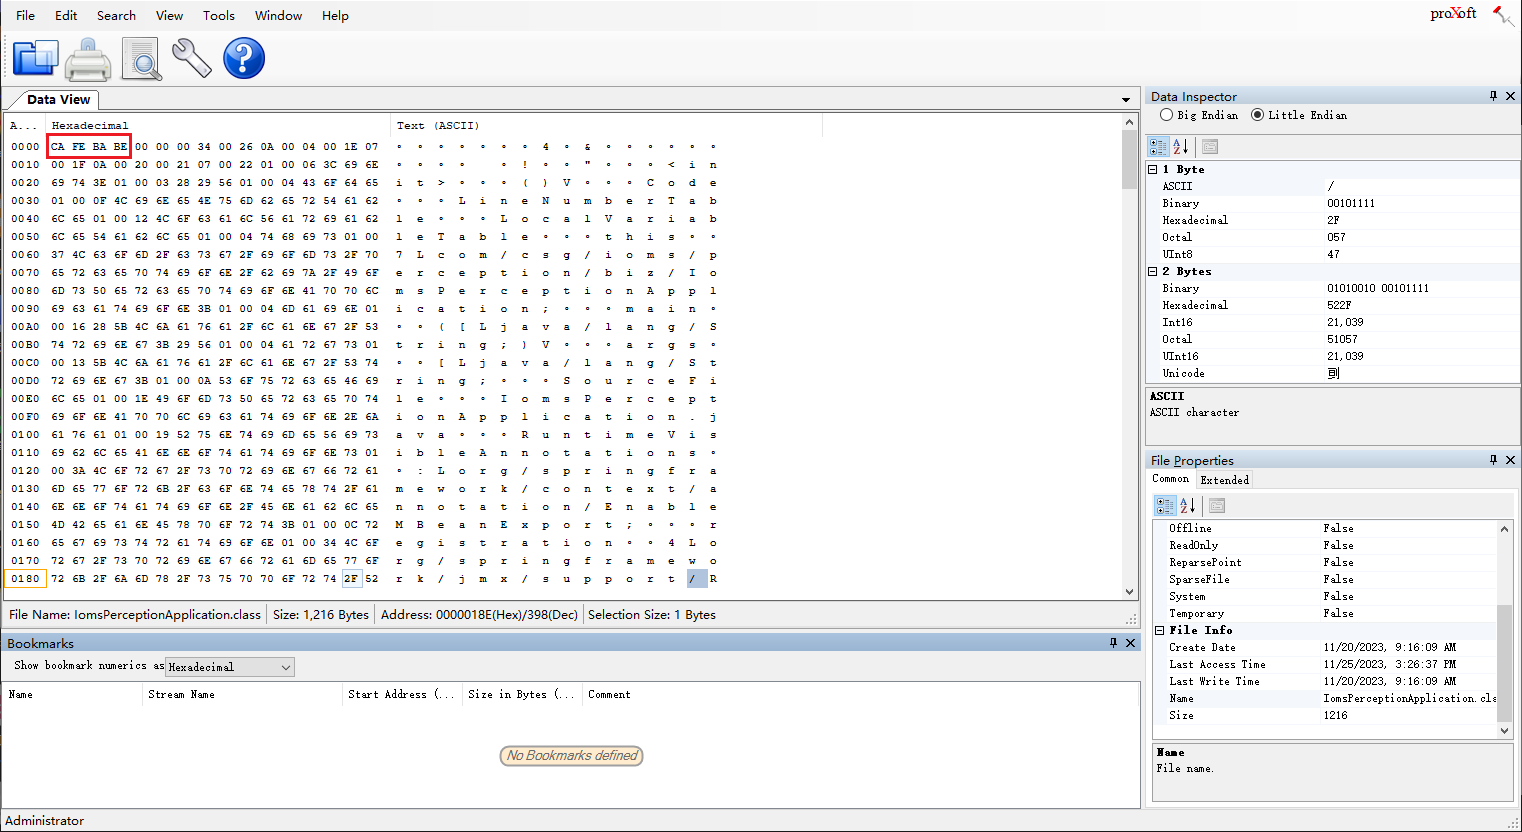 File Edit Search View Tools Window Help
proXoft
Data View
A... Hexadecimal Text (ASCII)
0000 CA FE BA BE 00 00 00 34 00 26 0A 00 04 00 1E 07 ∘ ∘ ∘ ∘ ∘ ∘ ∘ 4 ∘ & ∘ ∘ ∘ ∘ ∘ ∘
0010 00 1F 0A 00 20 00 21 07 00 22 01 00 06 3C 69 6E ∘ ∘ ∘ ∘ ∘ ! ∘ ∘ " ∘ ∘ ∘ < i n
0020 69 74 3E 01 00 03 28 29 56 01 00 04 43 6F 64 65 i t > ∘ ∘ ∘ ( ) V ∘ ∘ ∘ C o d e
0030 01 00 0F 4C 69 6E 65 4E 75 6D 62 65 72 54 61 62 ∘ ∘ ∘ L i n e N u m b e r T a b
0040 6C 65 01 00 12 4C 6F 63 61 6C 56 61 72 69 61 62 l e ∘ ∘ ∘ L o c a l V a r i a b
0050 6C 65 54 61 62 6C 65 01 00 04 74 68 69 73 01 00 l e T a b l e ∘ ∘ ∘ t h i s ∘ ∘
0060 37 4C 63 6F 6D 2F 63 73 67 2F 69 6F 6D 73 2F 70 7 L c o m / c s g / i o m s / p
0070 65 72 63 65 70 74 69 6F 6E 2F 62 69 7A 2F 49 6F e r c e p t i o n / b i z / I o
0080 6D 73 50 65 72 63 65 70 74 69 6F 6E 41 70 70 6C m s P e r c e p t i o n A p p l
0090 69 63 61 74 69 6F 6E 3B 01 00 04 6D 61 69 6E 01 i c a t i o n ; ∘ ∘ ∘ m a i n ∘
00A0 00 16 28 5B 4C 6A 61 76 61 2F 6C 61 6E 67 2F 53 ∘ ∘ ( [ L j a v a / l a n g / S
00B0 74 72 69 6E 67 3B 29 56 01 00 04 61 72 67 73 01 t r i n g ; ) V ∘ ∘ ∘ a r g s ∘
00C0 00 13 5B 4C 6A 61 76 61 2F 6C 61 6E 67 2F 53 74 ∘ ∘ [ L j a v a / l a n g / S t
00D0 72 69 6E 67 3B 01 00 0A 53 6F 75 72 63 65 46 69 r i n g ; ∘ ∘ ∘ S o u r c e F i
00E0 6C 65 01 00 1E 49 6F 6D 73 50 65 72 63 65 70 74 l e ∘ ∘ ∘ I o m s P e r c e p t
00F0 69 6F 6E 41 70 70 6C 69 63 61 74 69 6F 6E 2E 6A i o n A p p l i c a t i o n . j
0100 61 76 61 01 00 19 52 75 6E 74 69 6D 65 56 69 73 a v a ∘ ∘ ∘ R u n t i m e V i s
0110 69 62 6C 65 41 6E 6E 6F 74 61 74 69 6F 6E 73 01 i b l e A n n o t a t i o n s ∘
0120 00 3A 4C 6F 72 67 2F 73 70 72 69 6E 67 66 72 61 ∘ : L o r g / s p r i n g f r a
0130 6D 65 77 6F 72 6B 2F 63 6F 6E 74 65 78 74 2F 61 m e w o r k / c o n t e x t / a
0140 6E 6E 6F 74 61 74 69 6F 6E 2F 45 6E 61 62 6C 65 n n o t a t i o n / E n a b l e
0150 4D 42 65 61 6E 45 78 70 6F 72 74 3B 01 00 0C 72 M B e a n E x p o r t ; ∘ ∘ ∘ r
0160 65 67 69 73 74 72 61 74 69 6F 6E 01 00 34 4C 6F e g i s t r a t i o n ∘ ∘ 4 L o
0170 72 67 2F 73 70 72 69 6E 67 66 72 61 6D 65 77 6F r g / s p r i n g f r a m e w o
0180 72 6B 2F 6A 6D 78 2F 73 75 70 70 6F 72 74 2F 52 r k / j m x / s u p p o r t / R
File Name: IomsPerceptionApplication.class Size: 1,216 Bytes Address: 0000018E(Hex)/398(Dec) Selection Size: 1 Bytes
Bookmarks
Show bookmark numerics as Hexadecimal
Name Stream Name Start Address (... Size in Bytes (... Comment
No Bookmarks defined
Administrator
Data Inspector
Big Endian Little Endian
1 Byte
ASCII /
Binary 00101111
Hexadecimal 2F
Octal 057
UInt8 47
2 Bytes
Binary 01010010 00101111
Hexadecimal 522F
Int16 21,039
Octal 51057
UInt16 21,039
Unicode 刯
ASCII
ASCII character
File Properties
Common Extended
Offline False
ReadOnly False
ReparsePoint False
SparseFile False
System False
Temporary False
File Info
Create Date 11/20/2023, 9:16:09 AM
Last Access Time 11/25/2023, 3:26:37 PM
Last Write Time 11/20/2023, 9:16:09 AM
Name IomsPerceptionApplication.cla
Size 1216
Name
File name.